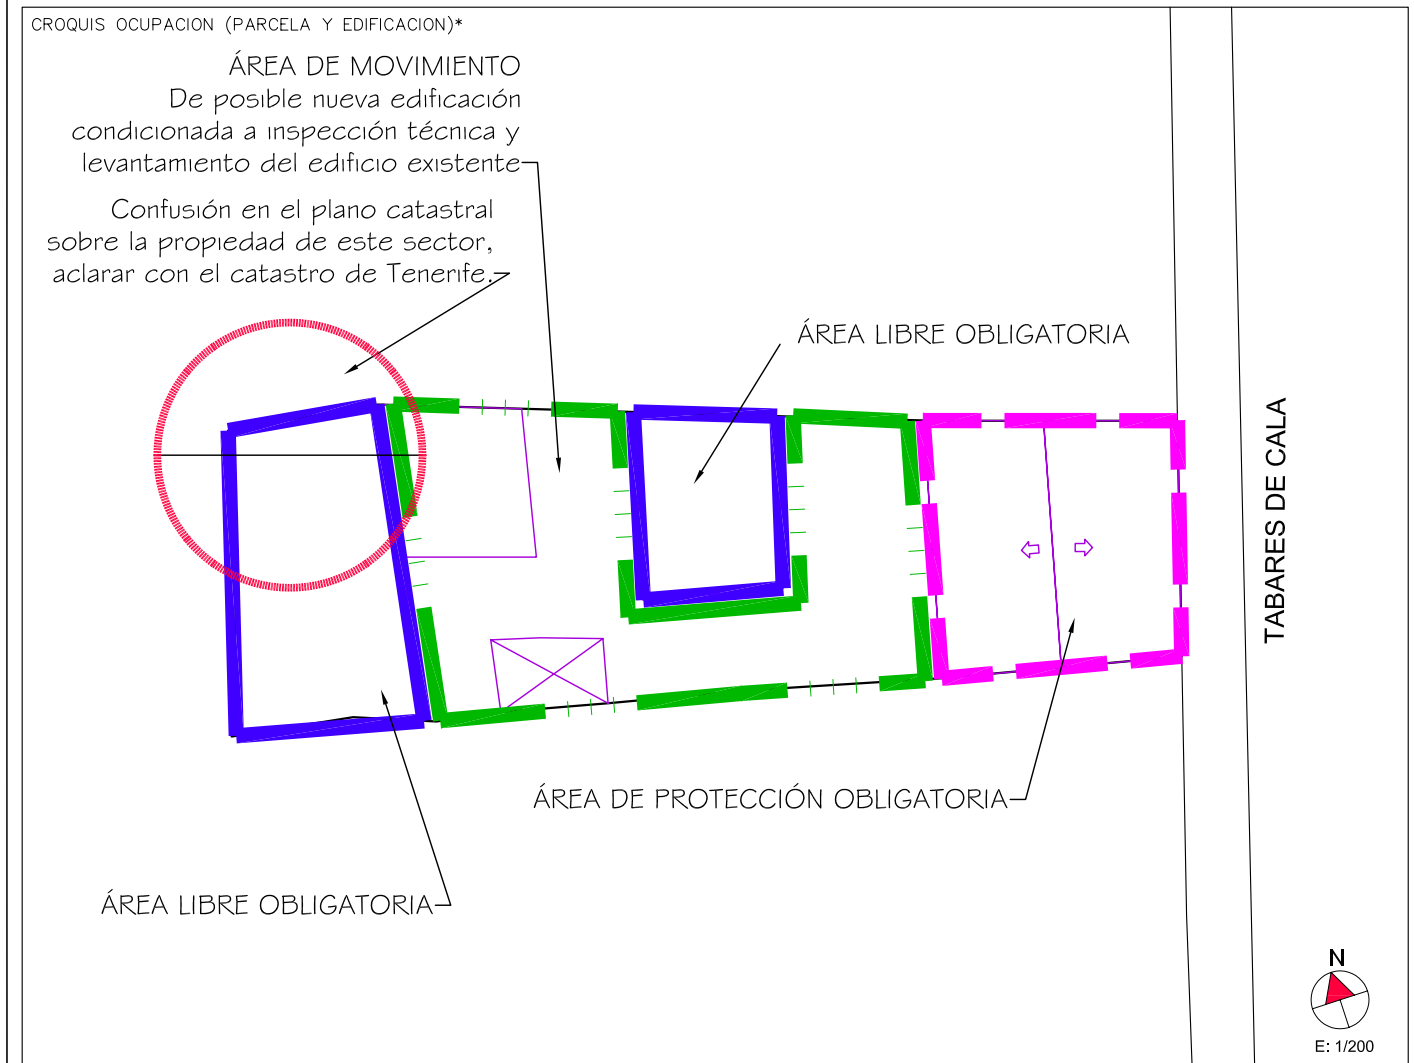 CROQUIS OCUPACION (PARCELA Y EDIFICACION)*
ÁREA DE MOVIMIENTO
De posible nueva edificación
condicionada a inspección técnica y
levantamiento del edificio existente
Confusión en el plano catastral
sobre la propiedad de este sector,
aclarar con el catastro de Tenerife.
ÁREA LIBRE OBLIGATORIA
TABARES DE CALA
ÁREA DE PROTECCIÓN OBLIGATORIA
ÁREA LIBRE OBLIGATORIA
N
E: 1/200